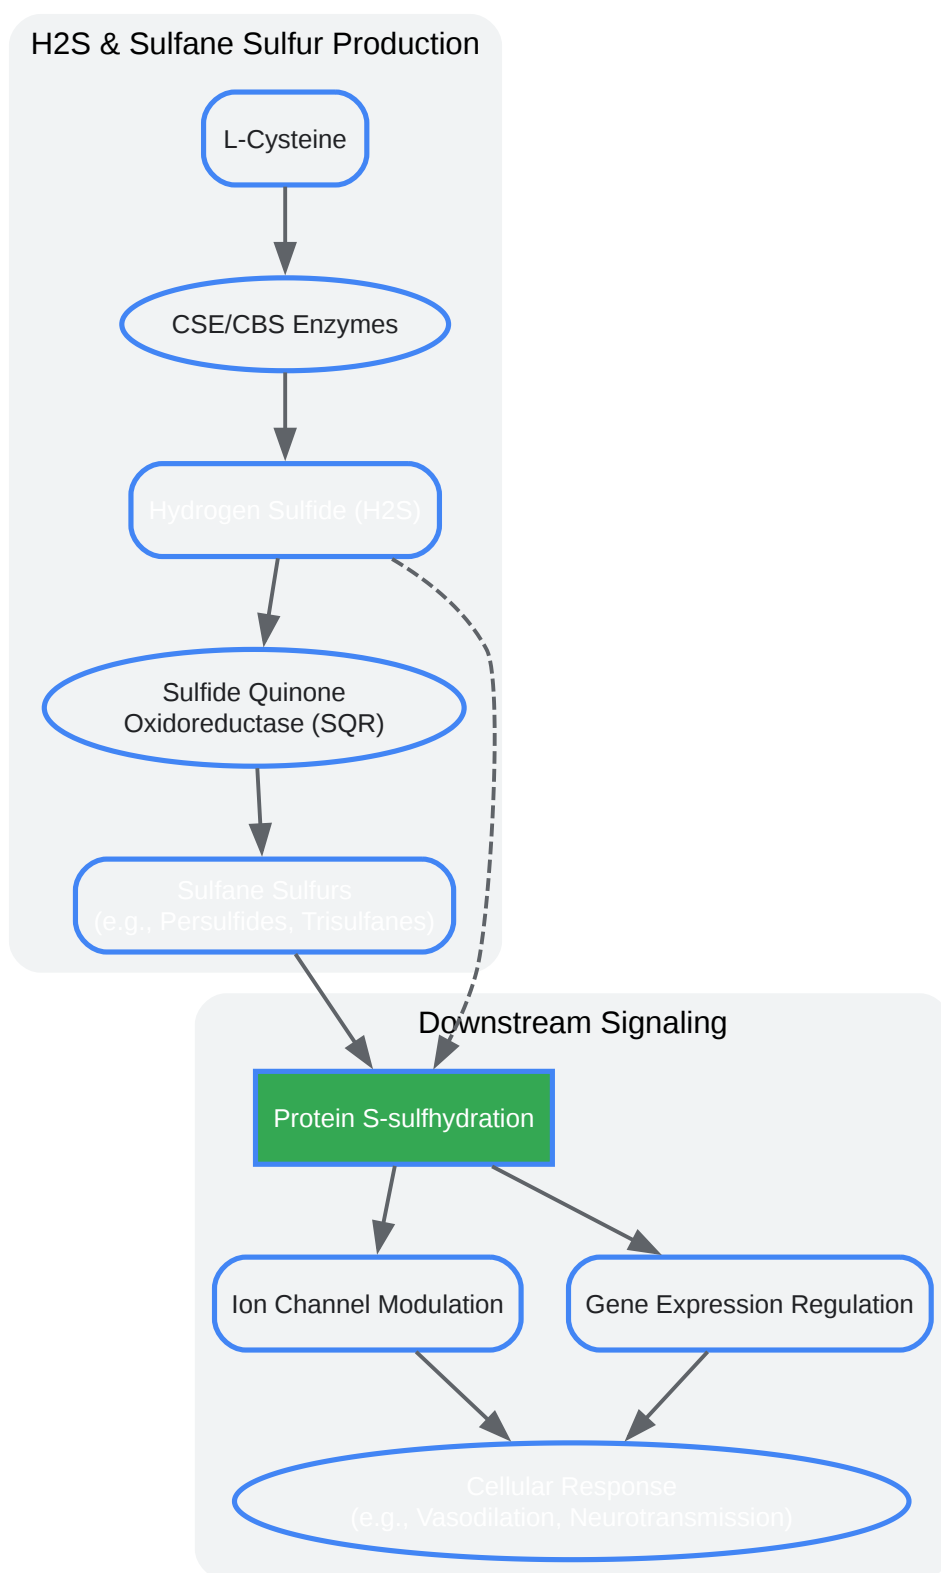 H2S & Sulfane Sulfur Production
L-Cysteine
CSE/CBS Enzymes
Hydrogen Sulfide (H2S)
Sulfide Quinone
Oxidoreductase (SQR)
Sulfane Sulfurs
(e.g., Persulfides, Trisulfanes)
Downstream Signaling
Protein S-sulfhydration
Ion Channel Modulation
Gene Expression Regulation
Cellular Response
(e.g., Vasodilation, Neurotransmission)